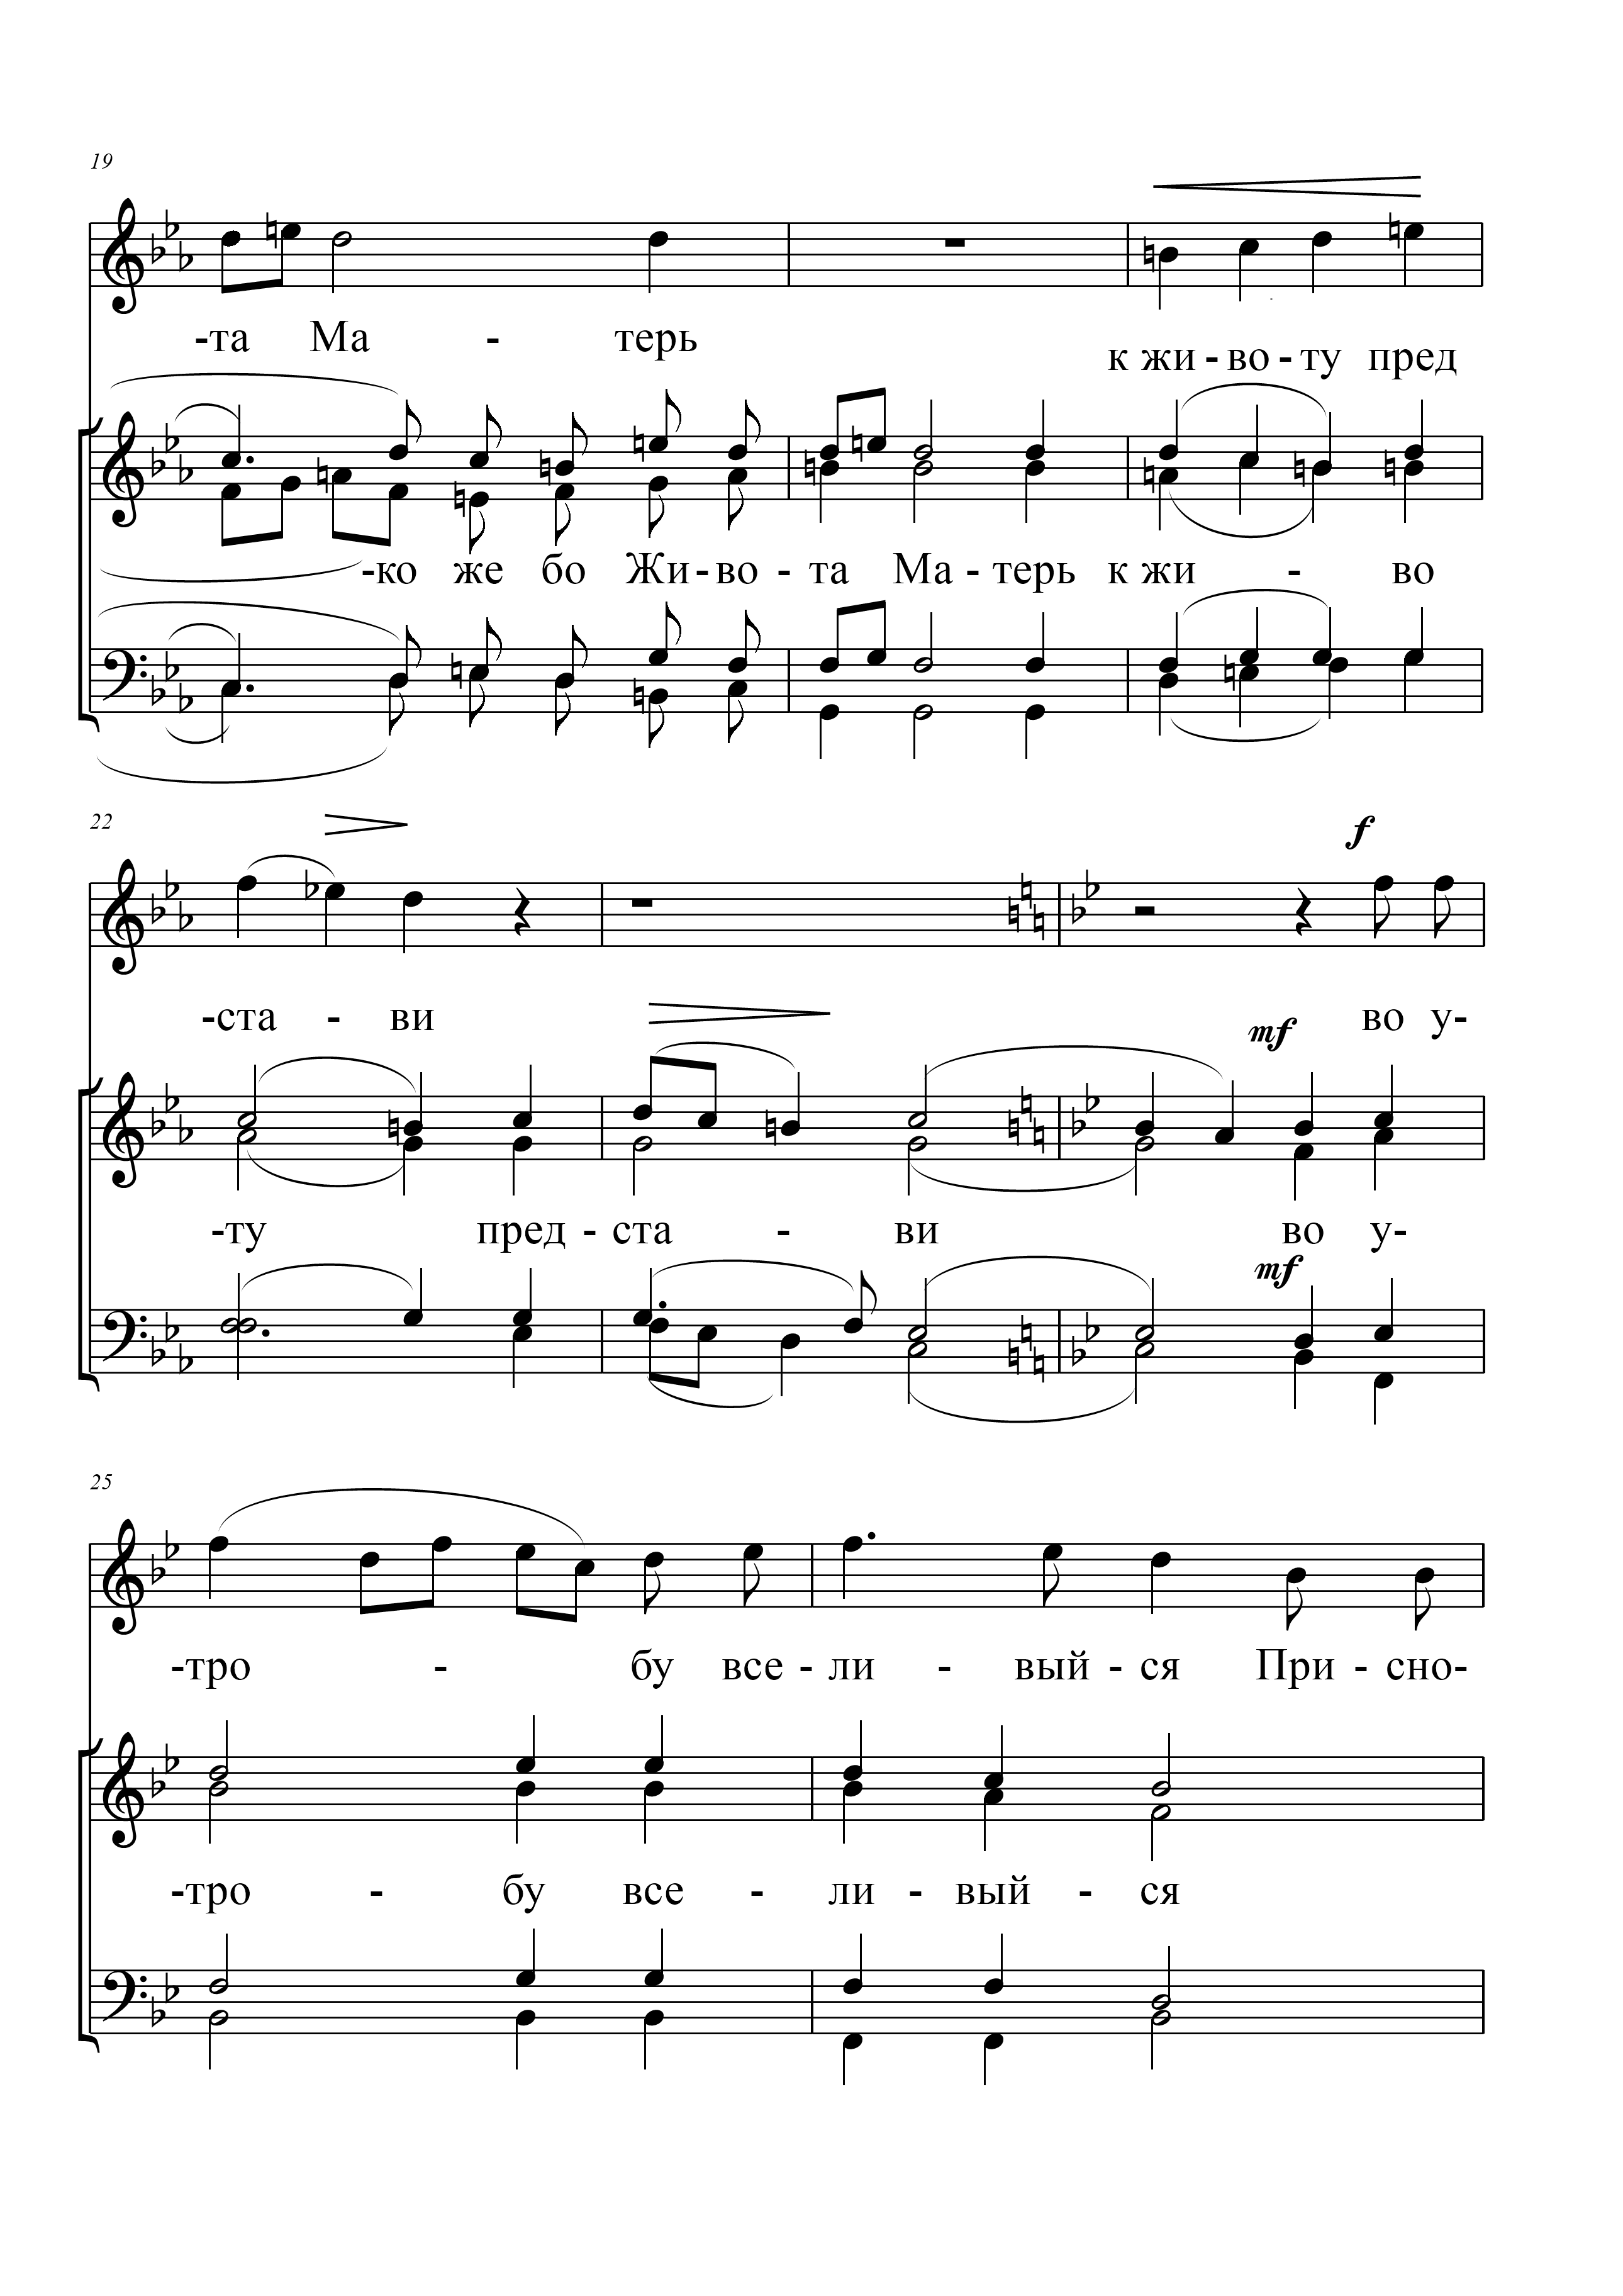 19
-та Ма - терь
к жи - во - ту пред
-ко же бо Жи - во - та Ма - терь к жи - во
22
f
-ста - ви
во у-
mf
-ту пред - ста - ви во у-
mf
25
-тро - бу все - ли - вый - ся При - сно-
-тро - бу все - ли - вый - ся